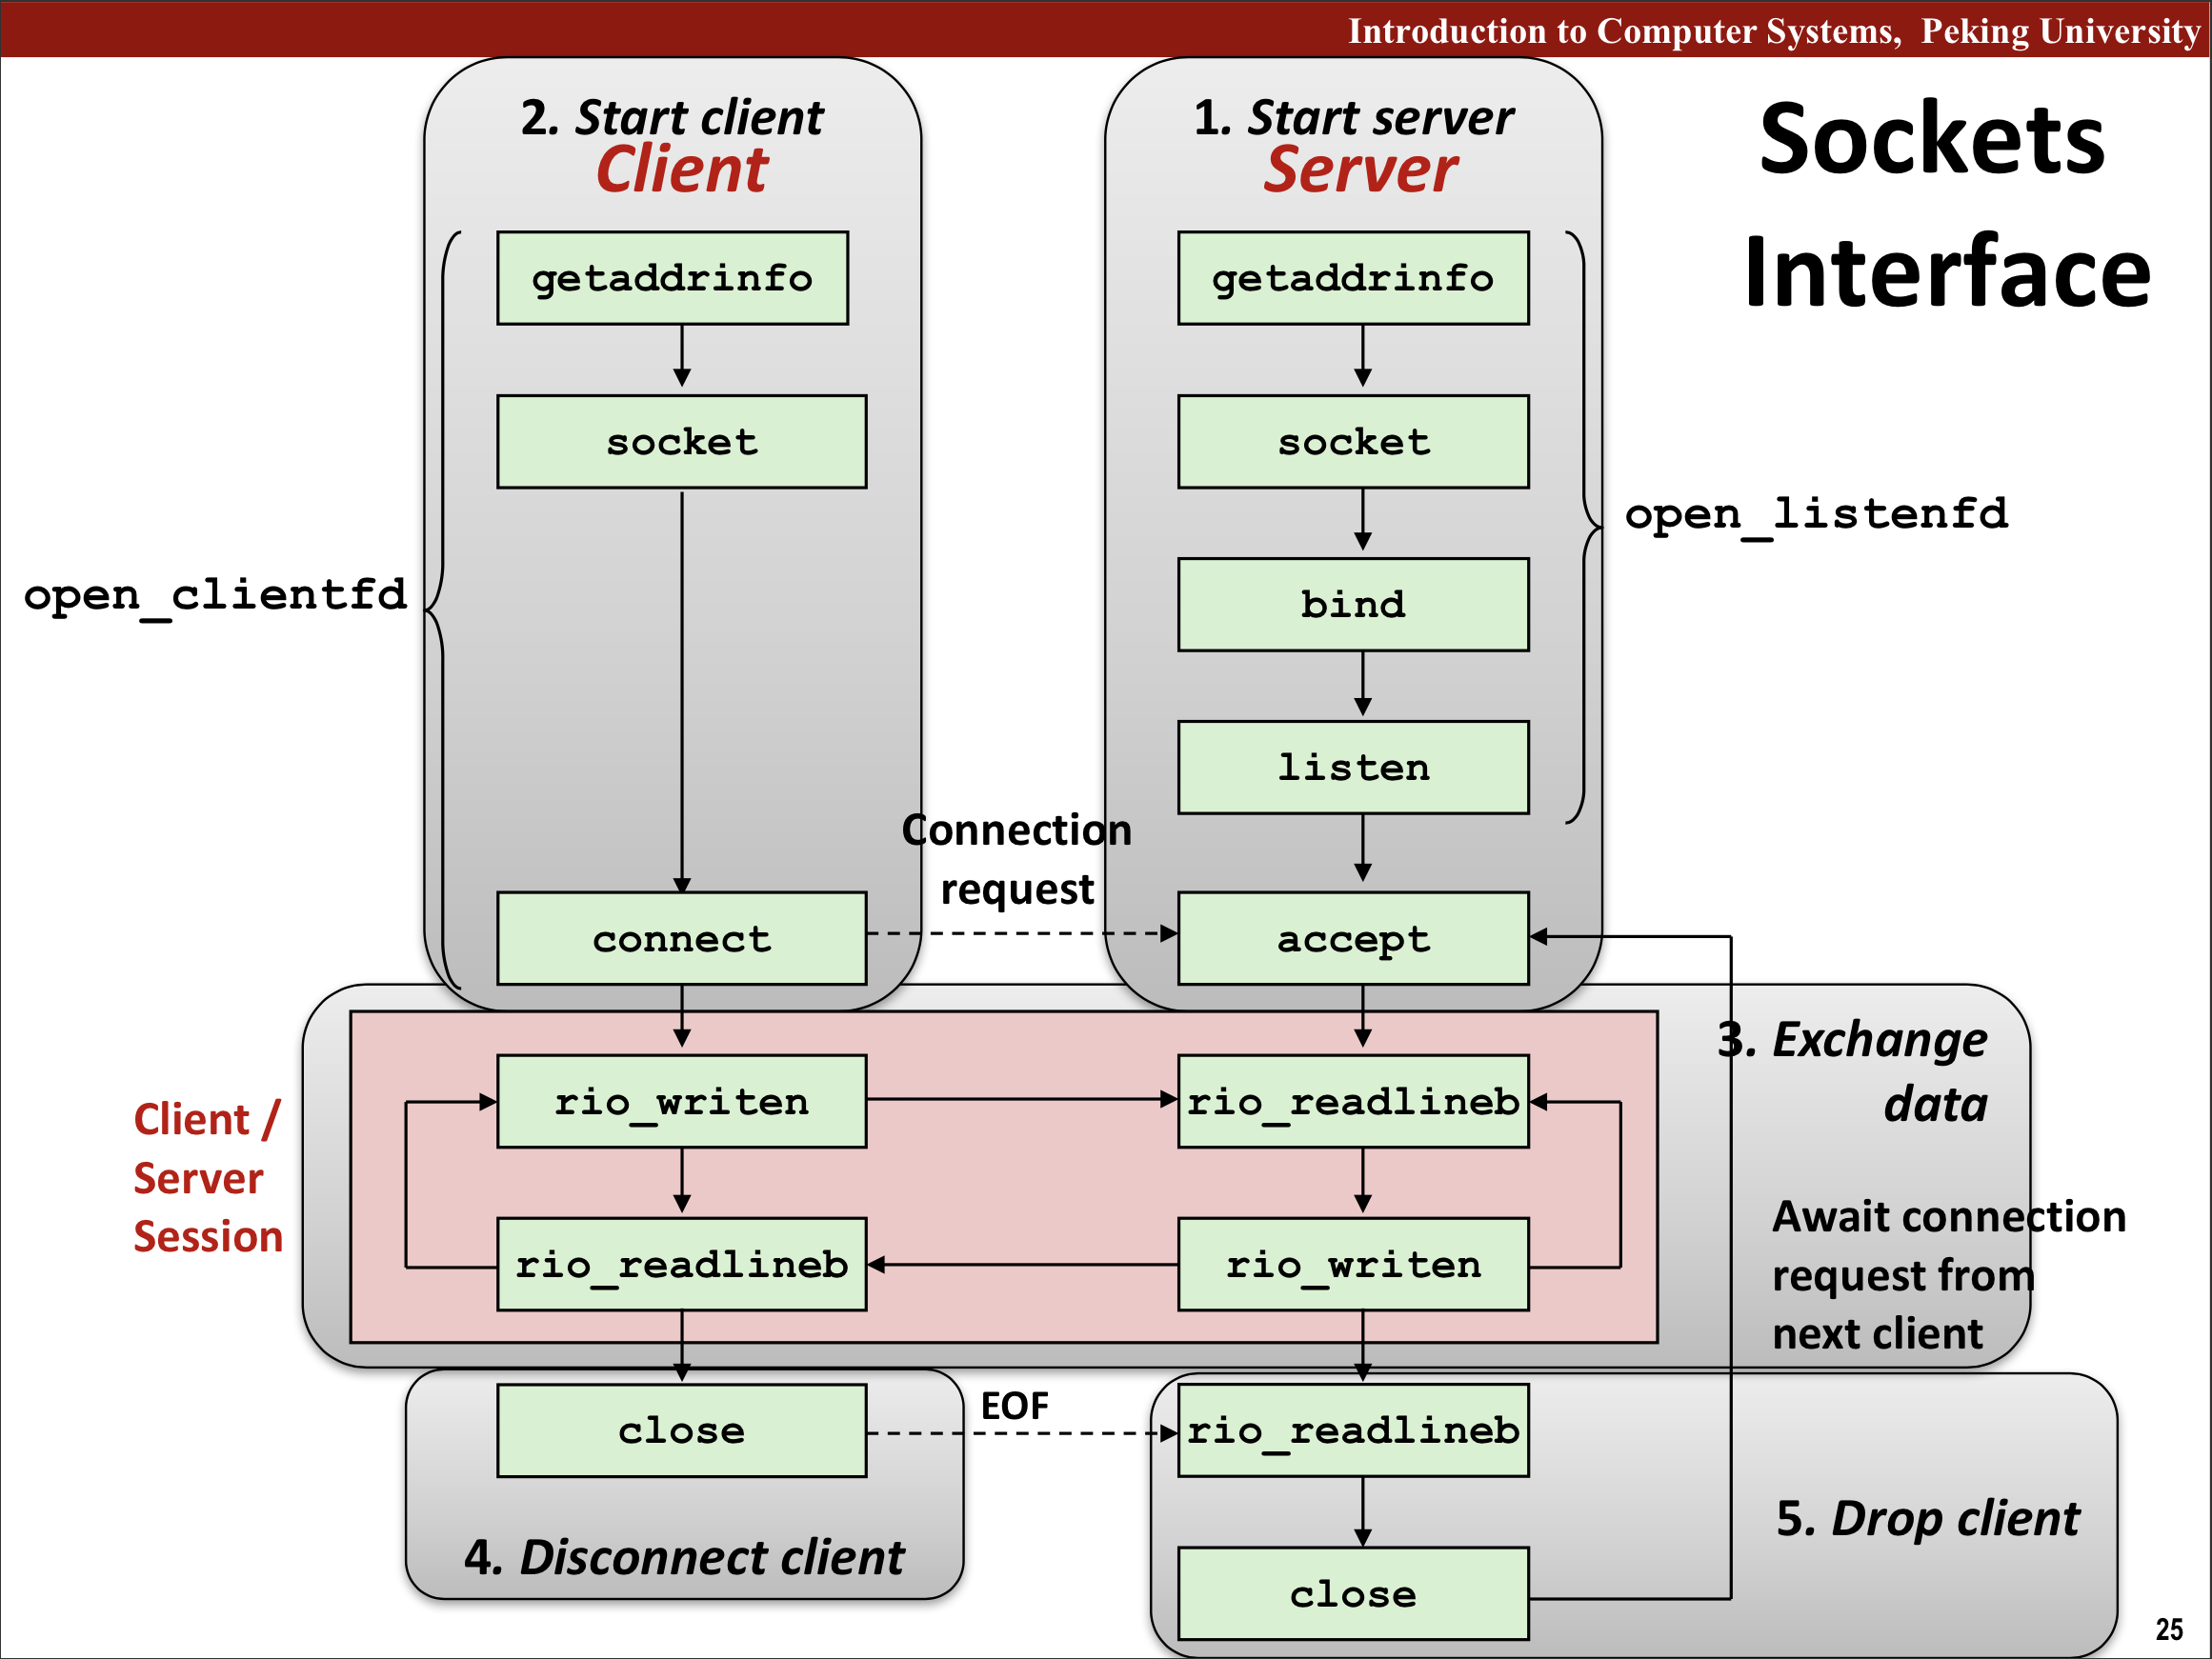 Introduction to Computer Systems, Peking University
Sockets
Interface
2. Start client
Client
1. Start server
Server
getaddrinfo
getaddrinfo
socket
socket
open_listenfd
open_clientfd
bind
listen
Connection
request
connect
accept
3. Exchange
data
Client /
Server
Session
rio_writen
rio_readlineb
rio_readlineb
rio_writen
Await connection
request from
next client
close
EOF
rio_readlineb
4. Disconnect client
5. Drop client
close
25